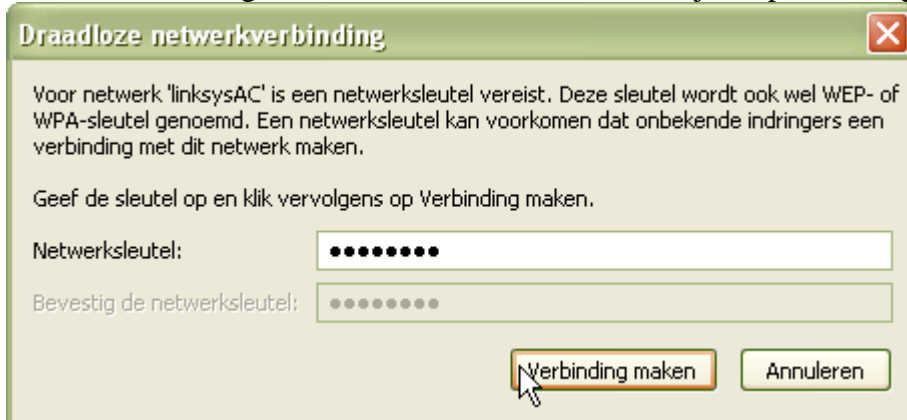 Draadloze netwerkverbinding
Voor netwerk 'linksysAC' is een netwerksleutel vereist. Deze sleutel wordt ook wel WEP- of
WPA-sleutel genoemd. Een netwerksleutel kan voorkomen dat onbekende indringers een
verbinding met dit netwerk maken.
Geef de sleutel op en klik vervolgens op Verbinding maken.
Netwerksleutel: ●●●●●●●●
Bevestig de netwerksleutel: ●●●●●●●●
Verbinding maken Annuleren